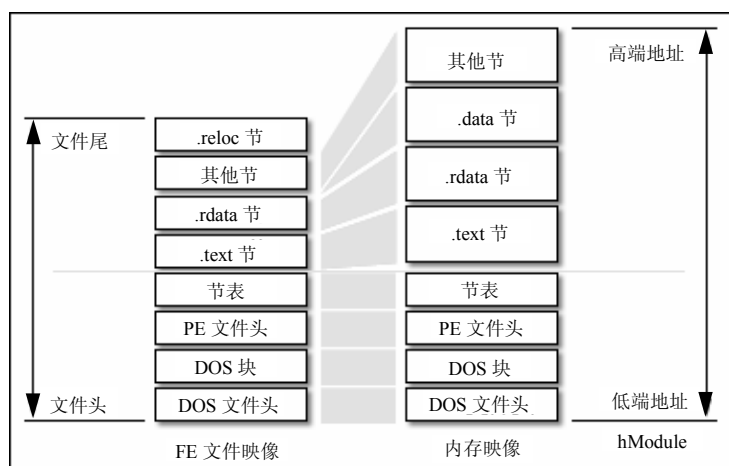 其他节
高端地址
.data 节
文件尾
.reloc 节
其他节
.rdata 节
.rdata 节
.text 节
.text 节
节表
节表
PE 文件头
PE 文件头
DOS 块
DOS 块
文件头
DOS 文件头
DOS 文件头
低端地址
FE 文件映像
内存映像
hModule